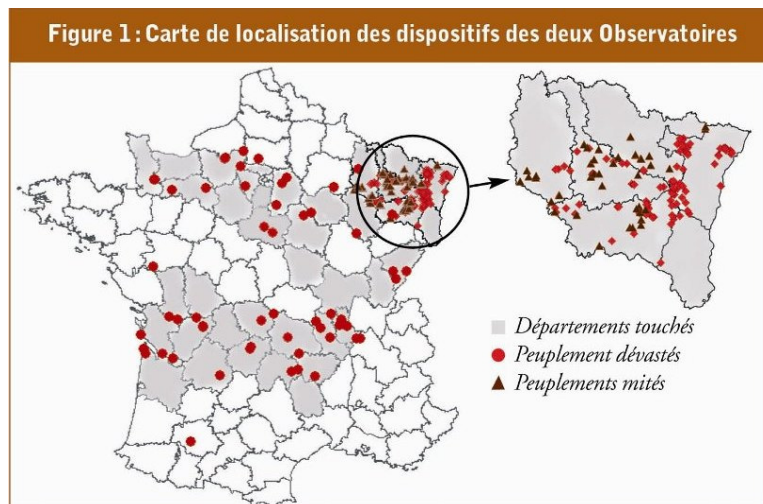 Figure 1 : Carte de localisation des dispositifs des deux Observatoires
Départements touchés
Peuplement dévastés
Peuplements mités